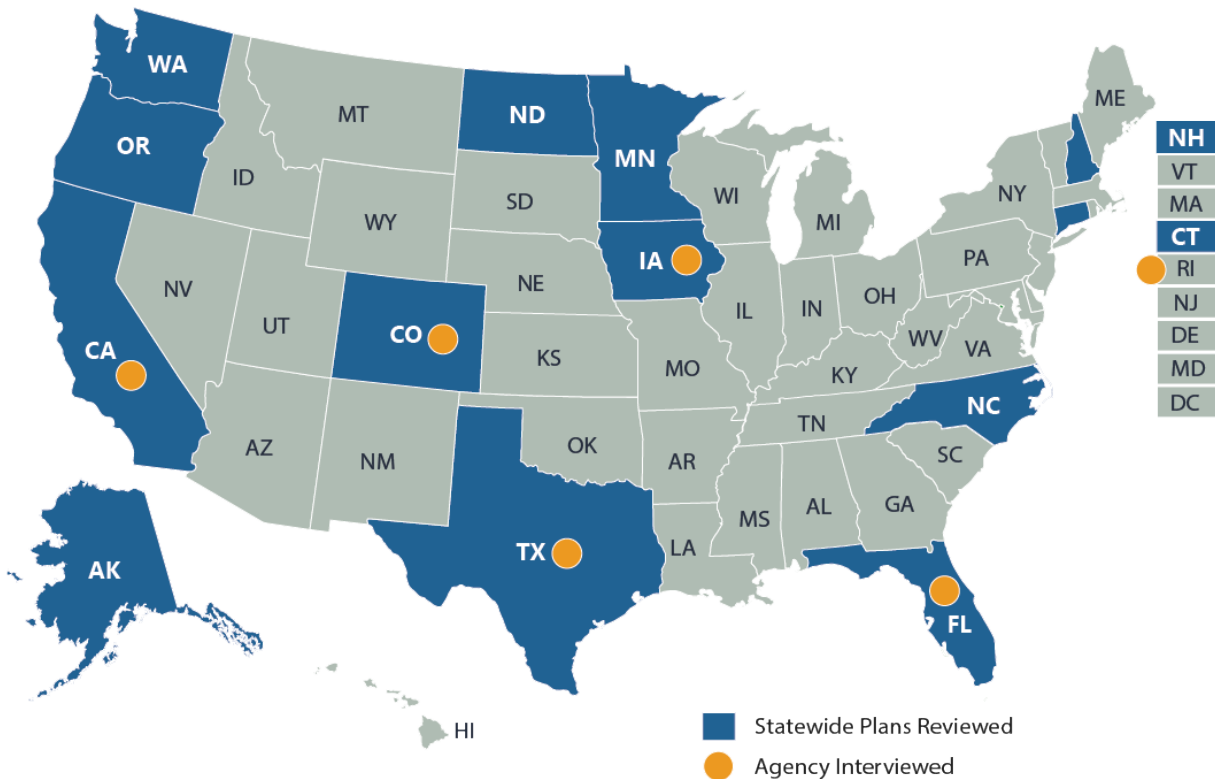 WA
MT
ND
MN
ME
OR
ID
WY
SD
WI
MI
NY
NH
VT
MA
CT
RI
NJ
DE
MD
DC
IA
NE
PA
NV
UT
CO
IL
IN
OH
CA
KS
MO
WV
VA
KY
AZ
NM
OK
TN
NC
AR
SC
TX
LA
MS
AL
GA
AK
FL
HI
Statewide Plans Reviewed
Agency Interviewed